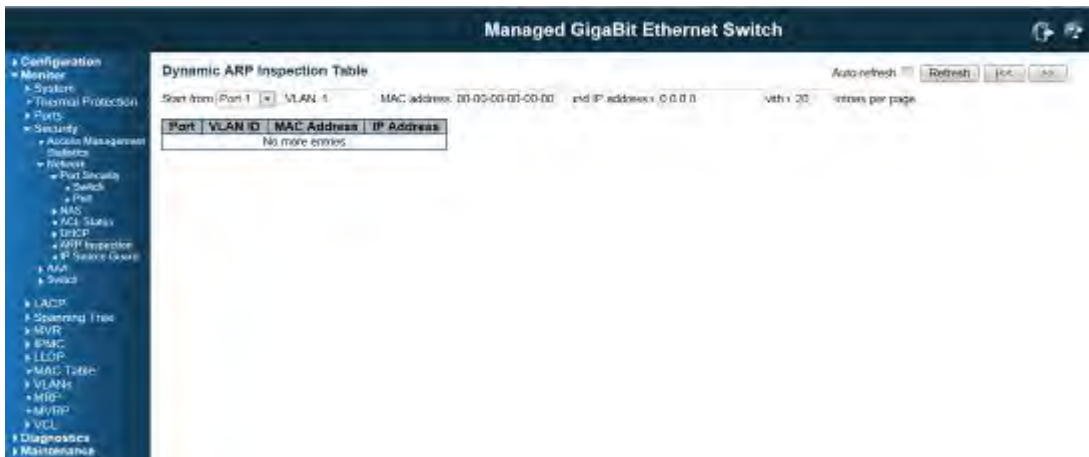 Managed GigaBit Ethernet Switch
Configuration
Monitor
System
Thermal Protection
Ports
Security
Access Management
Statistics
Network
Port Security
Switch
Port
NAS
ACL Status
DHCP
ARP Inspection
IP Source Guard
AAA
Switch
LACP
Spanning Tree
MVR
IPMC
LLDP
MAC Table
VLANs
MRP
MVRP
VCL
Diagnostics
Maintenance
Dynamic ARP Inspection Table
Auto-refresh Refresh |<< >>
Start from Port 1 VLAN 1 MAC address 00-00-00-00-00-00 and IP address 0.0.0.0 with 20 entries per page
Port VLAN ID MAC Address IP Address
No more entries